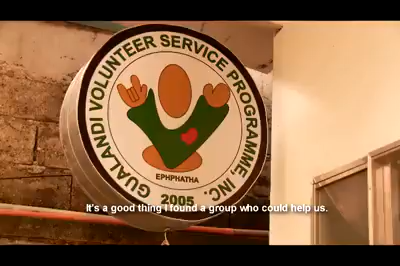 GUALANDI VOLUNTEER SERVICE PROGRAMME, INC.
EPHPHATHA
2005
It's a good thing I found a group who could help us.